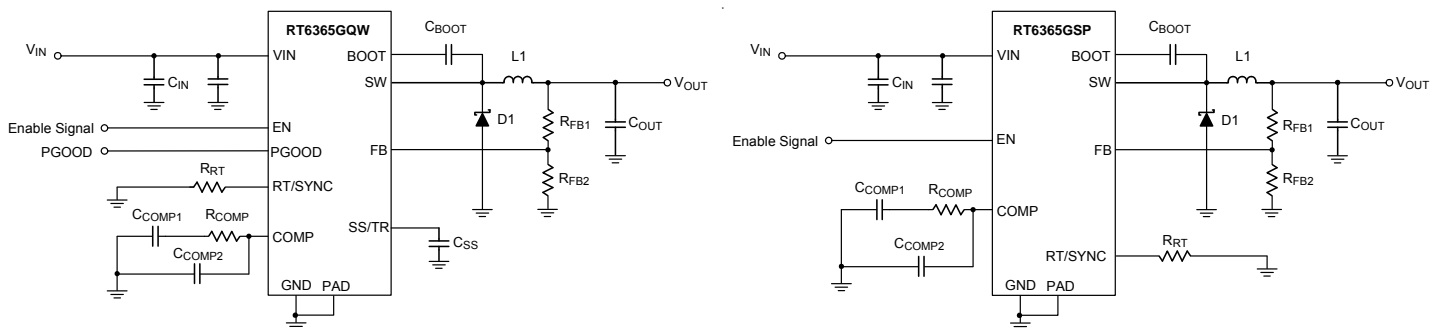 RT6365GQW
VIN
CIN
Enable Signal
PGOOD
RRT
CCOMP1
RCOMP
CCOMP2
VIN
EN
PGOOD
RT/SYNC
COMP
GND PAD
BOOT
SW
FB
SS/TR
CBOOT
L1
VOUT
D1
RFB1
RFB2
COUT
CSS
RT6365GSP
VIN
CIN
Enable Signal
CCOMP1
RCOMP
CCOMP2
VIN
EN
COMP
GND PAD
BOOT
SW
FB
RT/SYNC
CBOOT
L1
VOUT
D1
RFB1
RFB2
COUT
RRT